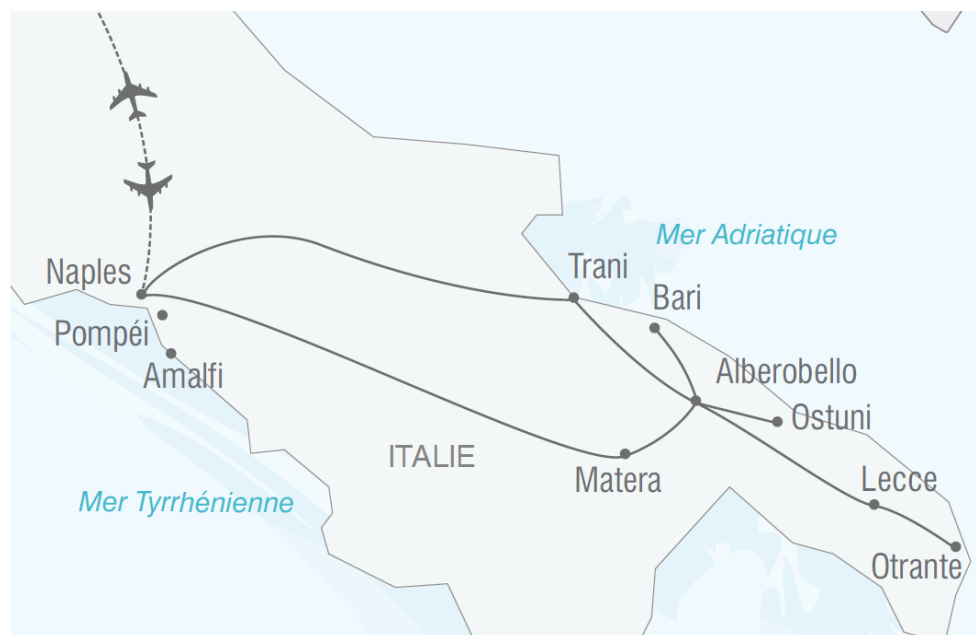 Mer Adriatique
Trani
Naples
Bari
Pompéi
Amalfi
Alberobello
Ostuni
ITALIE
Matera
Lecce
Mer Tyrrhénienne
Otrante